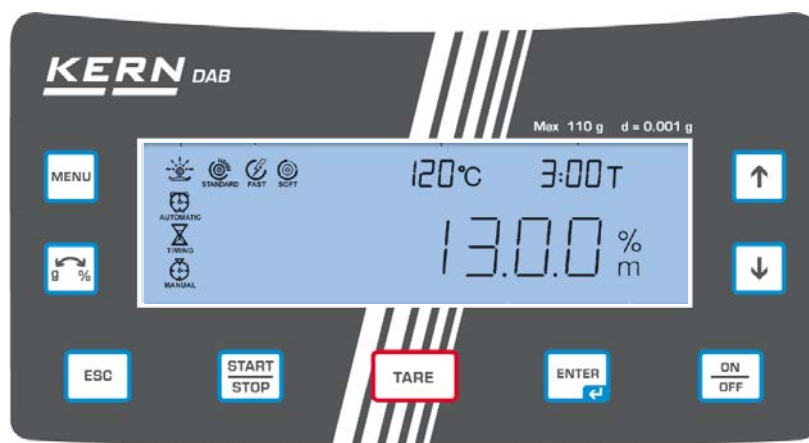 KERN DAB
Max 110 g d = 0.001 g
MENU
STANDARD FAST SOFT
120°C 3:00T
AUTOMATIC
TIMING
MANUAL
13.0.0 % m
g %
ESC
START
STOP
TARE
ENTER
ON
OFF